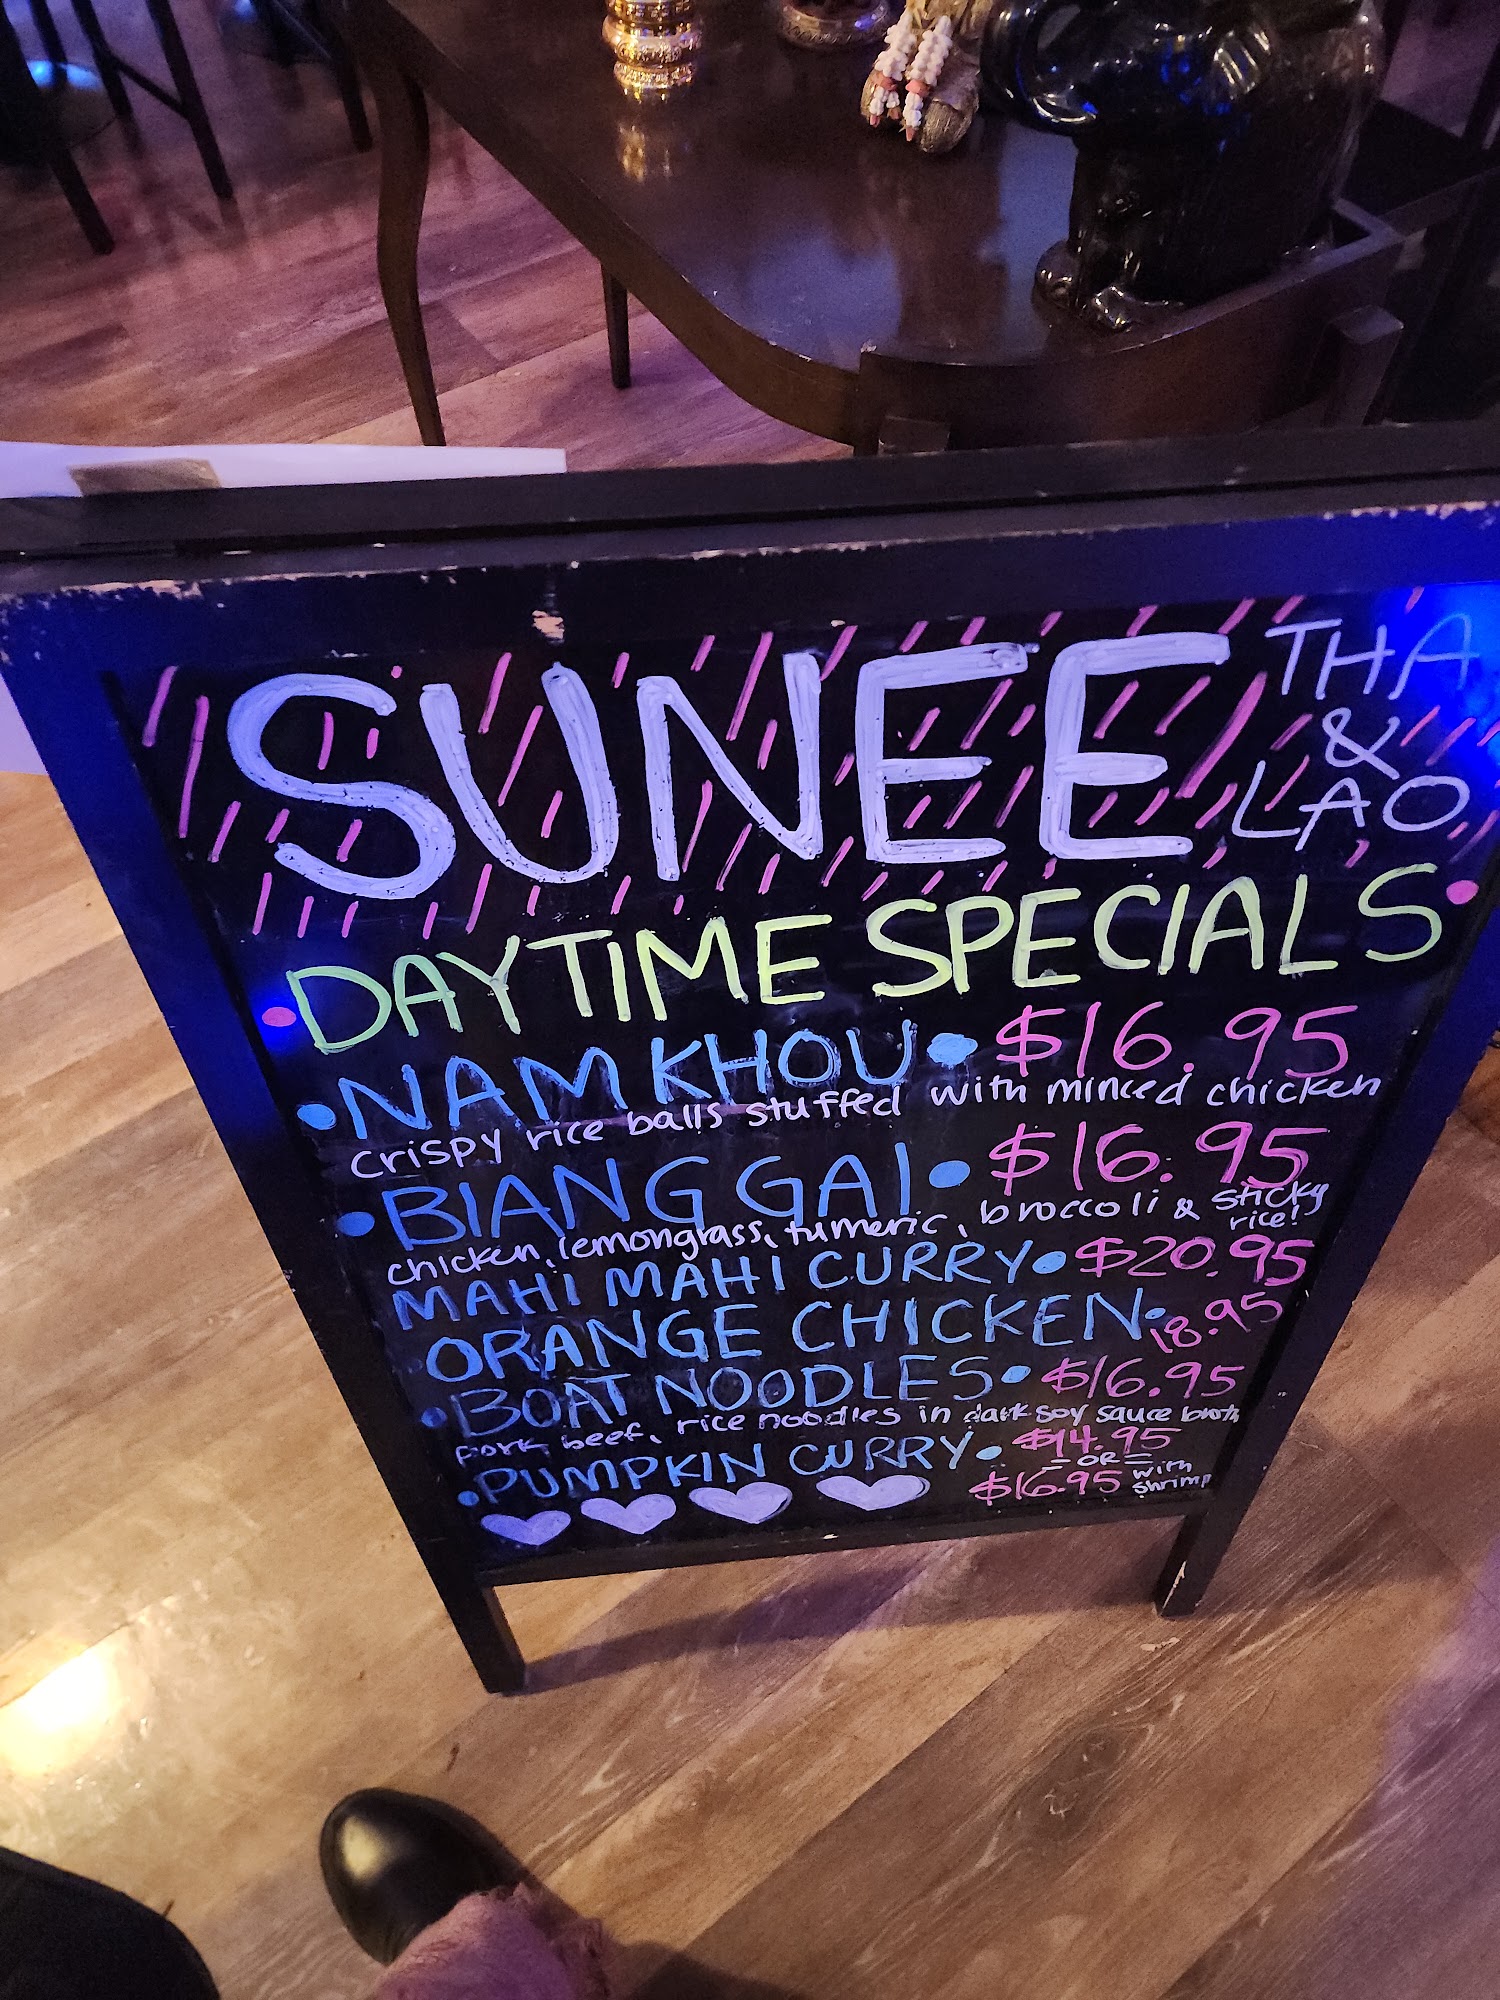 SUNEE THA
& LAO
DAYTIME SPECIALS
NAM KHOU • $16.95
crispy rice balls stuffed with minced chicken
BIANG GAI • $16.95
chicken, lemongrass, tumeric, broccoli & sticky rice!
MAHI MAHI CURRY • $20.95
ORANGE CHICKEN • 18.95
BOAT NOODLES • $16.95
pork, beef, rice noodles in dark soy sauce broth
PUMPKIN CURRY • $14.95
- OR -
$16.95 with shrimp